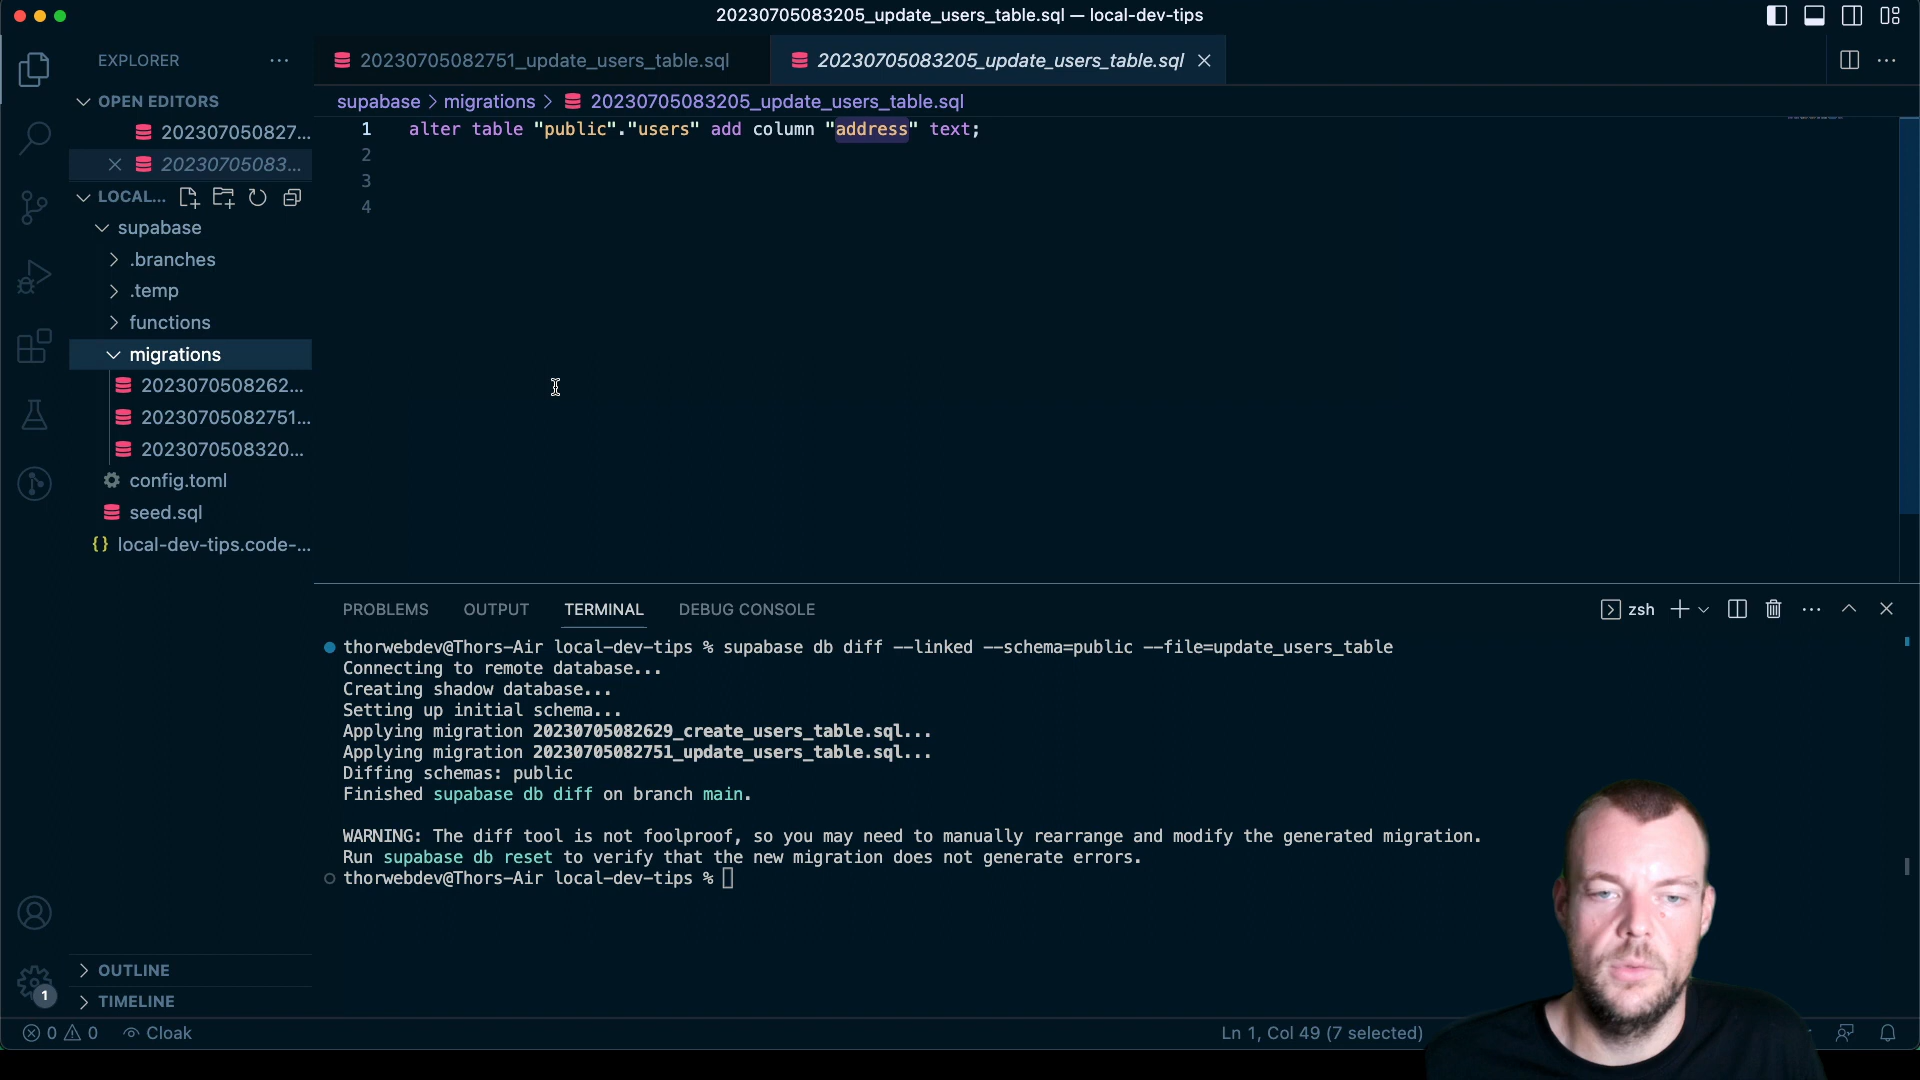 20230705083205_update_users_table.sql — local-dev-tips
EXPLORER
OPEN EDITORS
202307050827...
20230705083...
LOCAL...
supabase
.branches
.temp
functions
migrations
2023070508262...
20230705082751...
2023070508320...
config.toml
seed.sql
{} local-dev-tips.code-...
OUTLINE
TIMELINE
20230705082751_update_users_table.sql
20230705083205_update_users_table.sql
supabase > migrations > 20230705083205_update_users_table.sql
1 alter table "public"."users" add column "address" text;
2
3
4
PROBLEMS OUTPUT TERMINAL DEBUG CONSOLE
zsh
thorwebdev@Thors-Air local-dev-tips % supabase db diff --linked --schema=public --file=update_users_table
Connecting to remote database...
Creating shadow database...
Setting up initial schema...
Applying migration 20230705082629_create_users_table.sql...
Applying migration 20230705082751_update_users_table.sql...
Diffing schemas: public
Finished supabase db diff on branch main.
WARNING: The diff tool is not foolproof, so you may need to manually rearrange and modify the generated migration.
Run supabase db reset to verify that the new migration does not generate errors.
thorwebdev@Thors-Air local-dev-tips %
1
0 0 Cloak
Ln 1, Col 49 (7 selected)